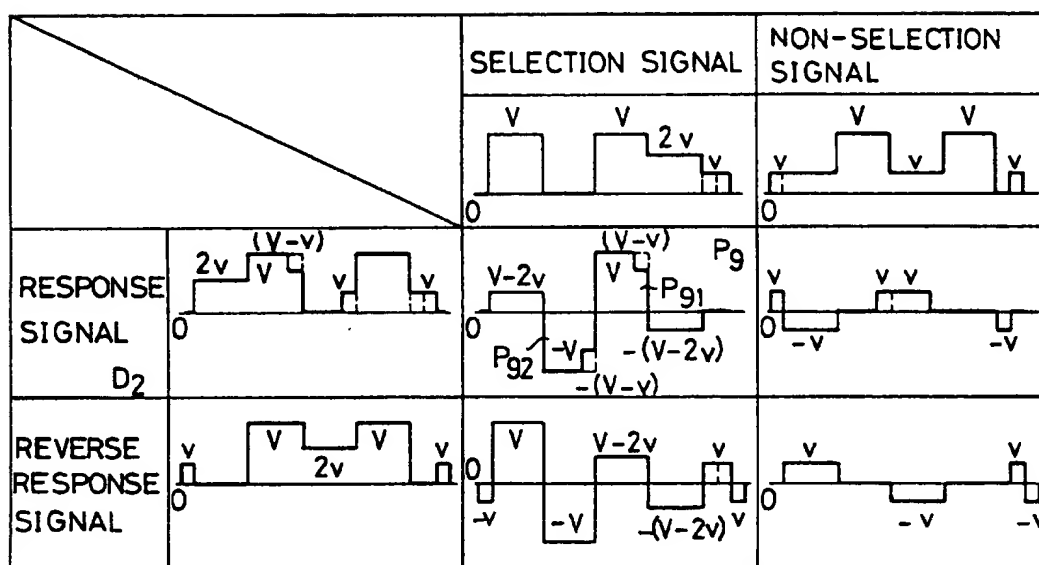 SELECTION SIGNAL
NON-SELECTION
SIGNAL
V V 2v v
0
v V v V v
0
RESPONSE
SIGNAL
D2
2v V (V-v) v v
0
V-2v (V-v) V P9
P91
P92 -V -(V-2v)
-(V-v)
0
v v v
0 -v -v
REVERSE
RESPONSE
SIGNAL
v V V v
2v
0
0 V V-2v v
-v -V -(V-2v) v
v v
0 -v -v